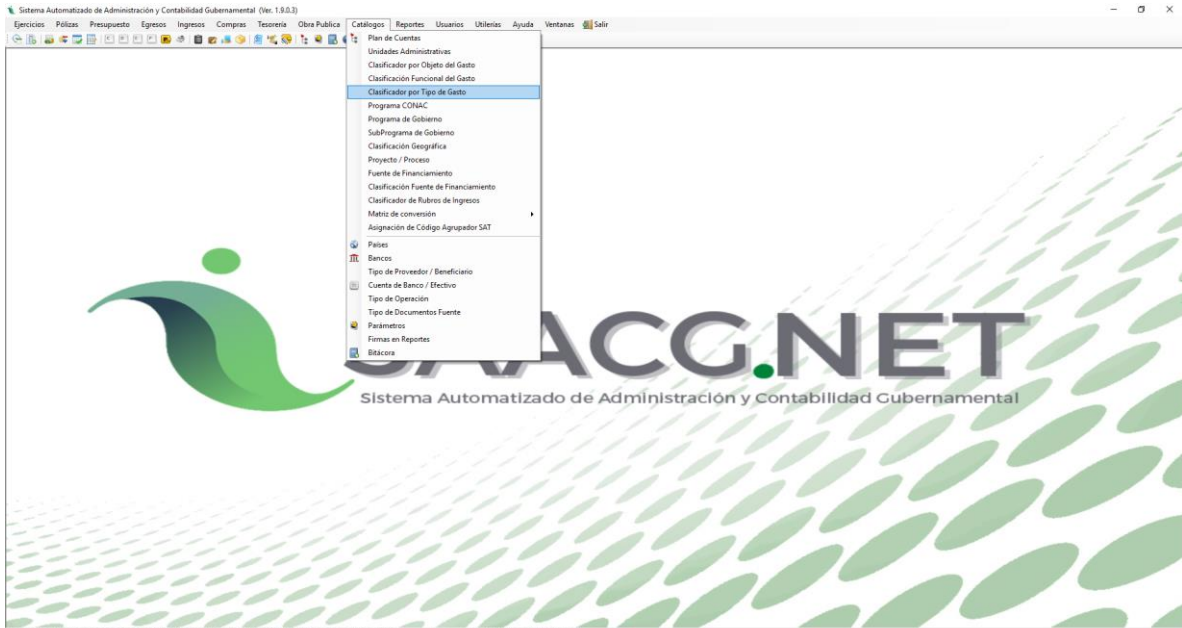 Sistema Automatizado de Administración y Contabilidad Gubernamental (Ver. 1.9.0.3)
Ejercicios Pólizas Presupuesto Egresos Ingresos Compras Tesorería Obra Publica Catálogos Reportes Usuarios Utilerias Ayuda Ventanas Salir
Plan de Cuentas
Unidades Administrativas
Clasificador por Objeto del Gasto
Clasificación Funcional del Gasto
Clasificador por Tipo de Gasto
Programa CONAC
Programa de Gobierno
SubPrograma de Gobierno
Clasificación Geográfica
Proyecto / Proceso
Fuente de Financiamiento
Clasificación Fuente de Financiamiento
Clasificador de Rubros de Ingresos
Matriz de conversión
Asignación de Código Agrupador SAT
Países
Bancos
Tipo de Proveedor / Beneficiario
Cuenta de Banco / Efectivo
Tipo de Operación
Tipo de Documentos Fuente
Parámetros
Firmas en Reportes
Bitácora
SAACG.NET
Sistema Automatizado de Administración y Contabilidad Gubernamental